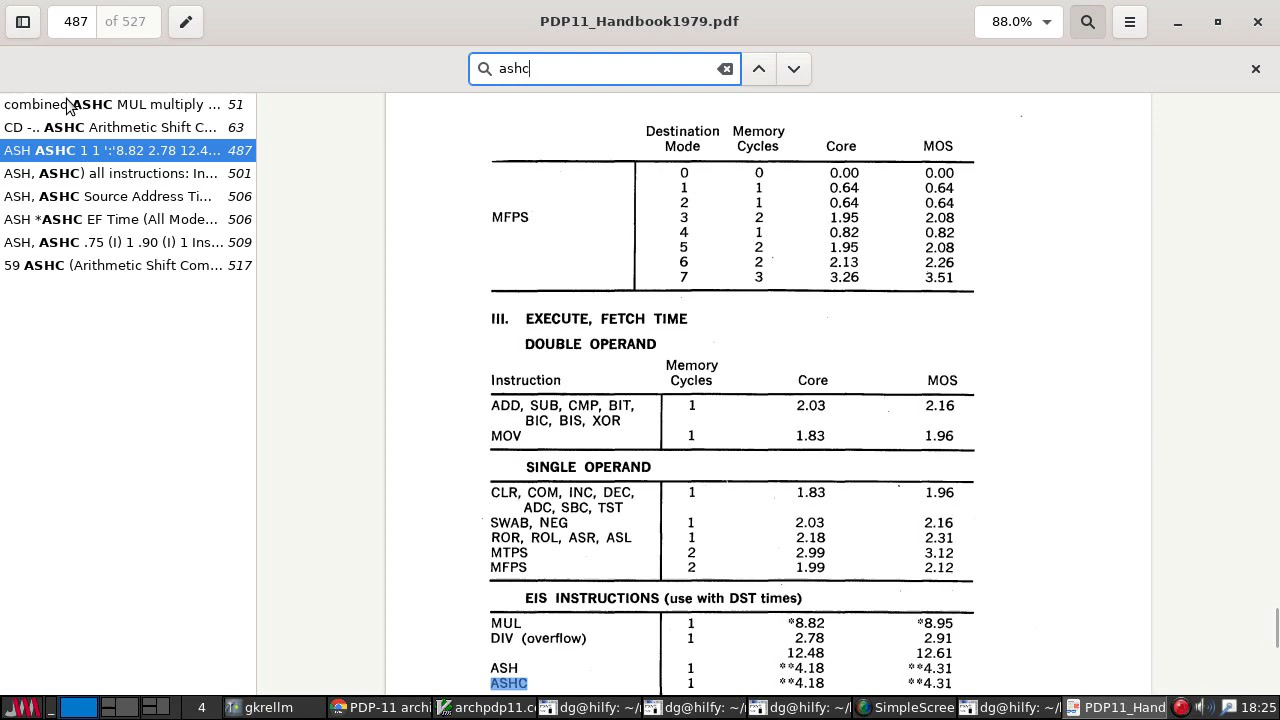 487 of 527 PDP11_Handbook1979.pdf 88.0%
ashc
combined ASHC MUL multiply ... 51
CD -.. ASHC Arithmetic Shift C... 63
ASH ASHC 1 1 ':'8.82 2.78 12.4... 487
ASH, ASHC) all instructions: In... 501
ASH, ASHC Source Address Ti... 506
ASH *ASHC EF Time (All Mode... 506
ASH, ASHC .75 (I) 1 .90 (I) 1 Ins... 509
59 ASHC (Arithmetic Shift Com... 517
Destination Memory
Mode Cycles Core MOS
0 0 0.00 0.00
1 1 0.64 0.64
2 1 0.64 0.64
MFPS 3 2 1.95 2.08
4 1 0.82 0.82
5 2 1.95 2.08
6 2 2.13 2.26
7 3 3.26 3.51
III. EXECUTE, FETCH TIME
DOUBLE OPERAND
Memory
Instruction Cycles Core MOS
ADD, SUB, CMP, BIT, 1 2.03 2.16
BIC, BIS, XOR
MOV 1 1.83 1.96
SINGLE OPERAND
CLR, COM, INC, DEC, 1 1.83 1.96
ADC, SBC, TST
SWAB, NEG 1 2.03 2.16
ROR, ROL, ASR, ASL 1 2.18 2.31
MTPS 2 2.99 3.12
MFPS 2 1.99 2.12
EIS INSTRUCTIONS (use with DST times)
MUL 1 *8.82 *8.95
DIV (overflow) 1 2.78 2.91
12.48 12.61
ASH 1 **4.18 **4.31
ASHC 1 **4.18 **4.31
4 gkrellm PDP-11 archi archpdp11.c dg@hilfy: ~/ dg@hilfy: ~/ dg@hilfy: ~/ SimpleScree dg@hilfy: ~/ PDP11_Hand 18:25